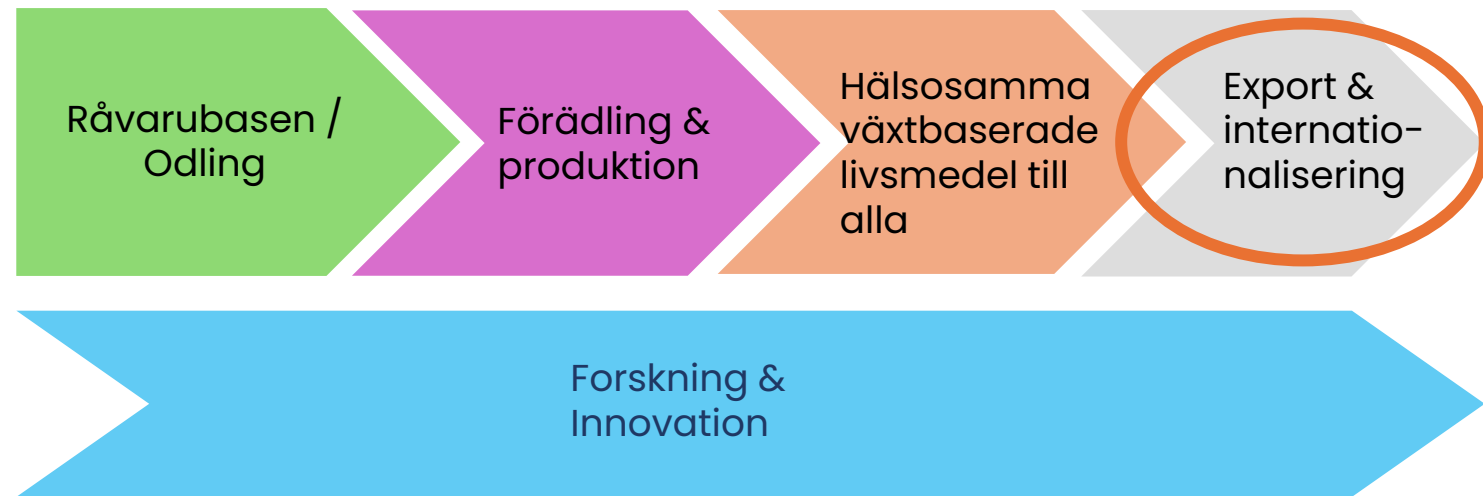 Råvarubasen /
Odling
Förädling &
produktion
Hälsosamma
växtbaserade
livsmedel till
alla
Export &
internatio-
nalisering
Forskning &
Innovation